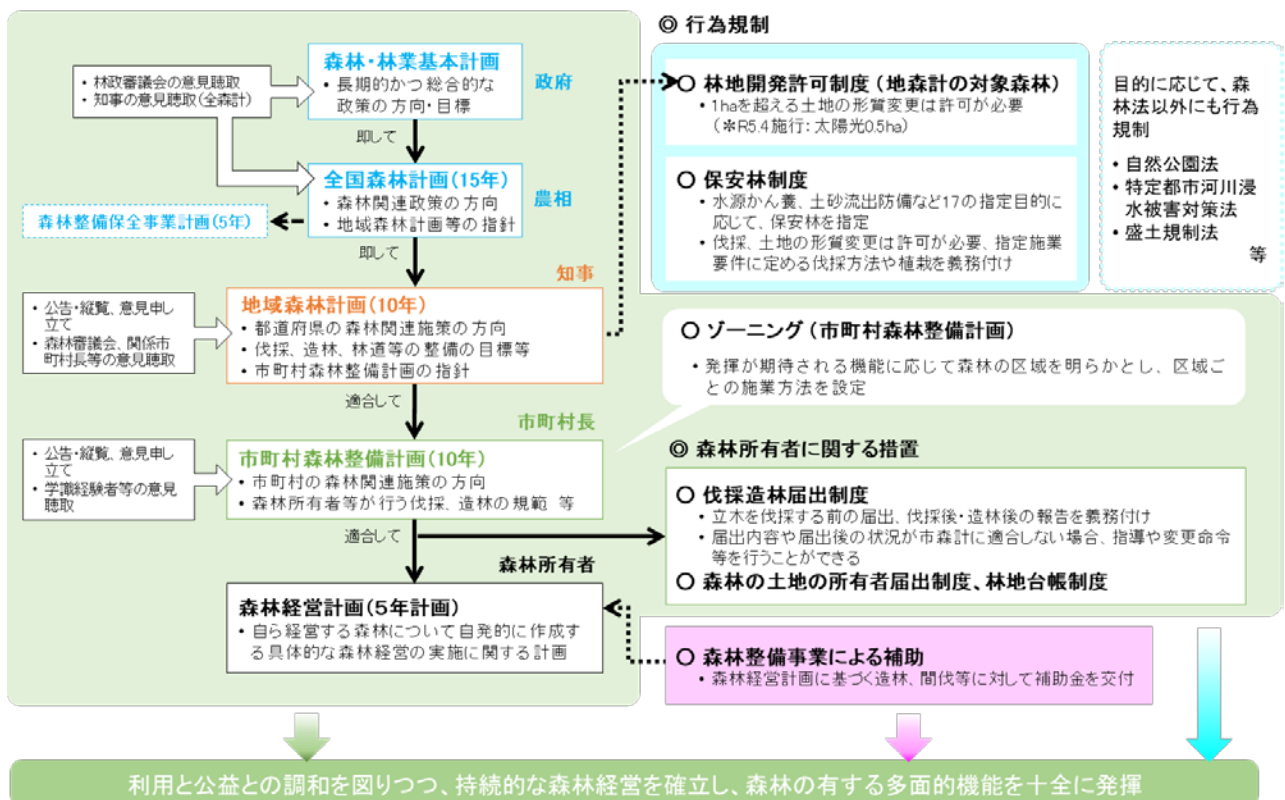 森林・林業基本計画
・ 長期的かつ総合的な
政策の方向・目標
政府
・ 林政審議会の意見聴取
・ 知事の意見聴取(全森計)
即して
全国森林計画(15年)
・ 森林関連政策の方向
・ 地域森林計画等の指針
農相
森林整備保全事業計画(5年)
即して
知事
地域森林計画(10年)
・ 都道府県の森林関連施策の方向
・ 伐採、造林、林道等の整備の目標等
・ 市町村森林整備計画の指針
・ 公告・縦覧、意見申し
立て
・ 森林審議会、関係市
町村長等の意見聴取
適合して
市町村長
市町村森林整備計画(10年)
・ 市町村の森林関連施策の方向
・ 森林所有者等が行う伐採、造林の規範 等
・ 公告・縦覧、意見申し
立て
・ 学識経験者等の意見
聴取
適合して
森林所有者
森林経営計画(5年計画)
・ 自ら経営する森林について自発的に作成す
る具体的な森林経営の実施に関する計画
◎ 行為規制
○ 林地開発許可制度（地森計の対象森林）
・ 1haを超える土地の形質変更は許可が必要
（＊R5.4施行：太陽光0.5ha）
○ 保安林制度
・ 水源かん養、土砂流出防備など17の指定目的に
応じて、保安林を指定
・ 伐採、土地の形質変更は許可が必要、指定施業
要件に定める伐採方法や植栽を義務付け
目的に応じて、森
林法以外にも行為
規制
・ 自然公園法
・ 特定都市河川浸
水被害対策法
・ 盛土規制法
等
○ ゾーニング（市町村森林整備計画）
・ 発揮が期待される機能に応じて森林の区域を明らかとし、区域ご
との施業方法を設定
◎ 森林所有者に関する措置
○ 伐採造林届出制度
・ 立木を伐採する前の届出、伐採後・造林後の報告を義務付け
・ 届出内容や届出後の状況が市森計に適合しない場合、指導や変更命令
等を行うことができる
○ 森林の土地の所有者届出制度、林地台帳制度
○ 森林整備事業による補助
・ 森林経営計画に基づく造林、間伐等に対して補助金を交付
利用と公益との調和を図りつつ、持続的な森林経営を確立し、森林の有する多面的機能を十全に発揮